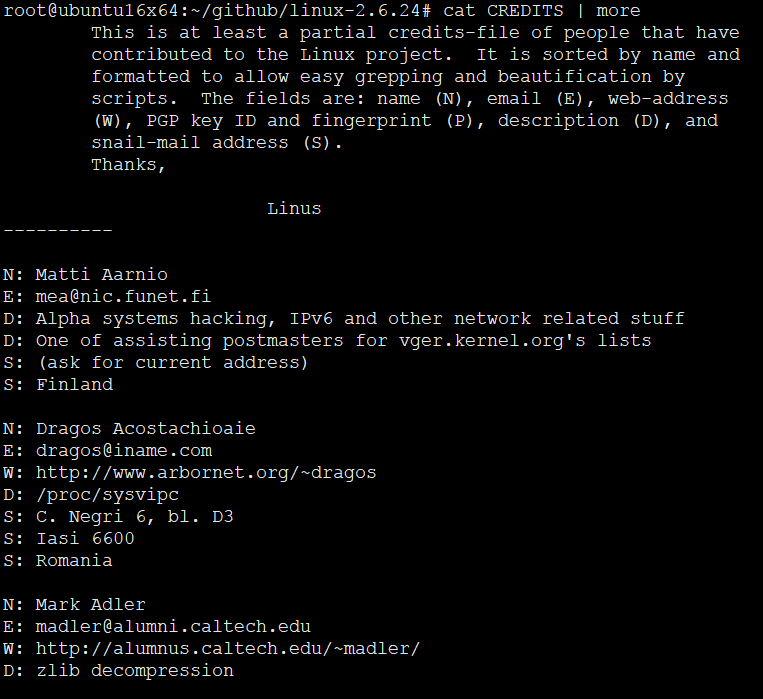 root@ubuntu16x64:~/github/linux-2.6.24# cat CREDITS | more
This is at least a partial credits-file of people that have
contributed to the Linux project.  It is sorted by name and
formatted to allow easy grepping and beautification by
scripts.  The fields are: name (N), email (E), web-address
(W), PGP key ID and fingerprint (P), description (D), and
snail-mail address (S).
Thanks,
Linus
----------
N: Matti Aarnio
E: mea@nic.funet.fi
D: Alpha systems hacking, IPv6 and other network related stuff
D: One of assisting postmasters for vger.kernel.org's lists
S: (ask for current address)
S: Finland
N: Dragos Acostachioaie
E: dragos@iname.com
W: http://www.arbornet.org/~dragos
D: /proc/sysvipc
S: C. Negri 6, bl. D3
S: Iasi 6600
S: Romania
N: Mark Adler
E: madler@alumni.caltech.edu
W: http://alumnus.caltech.edu/~madler/
D: zlib decompression